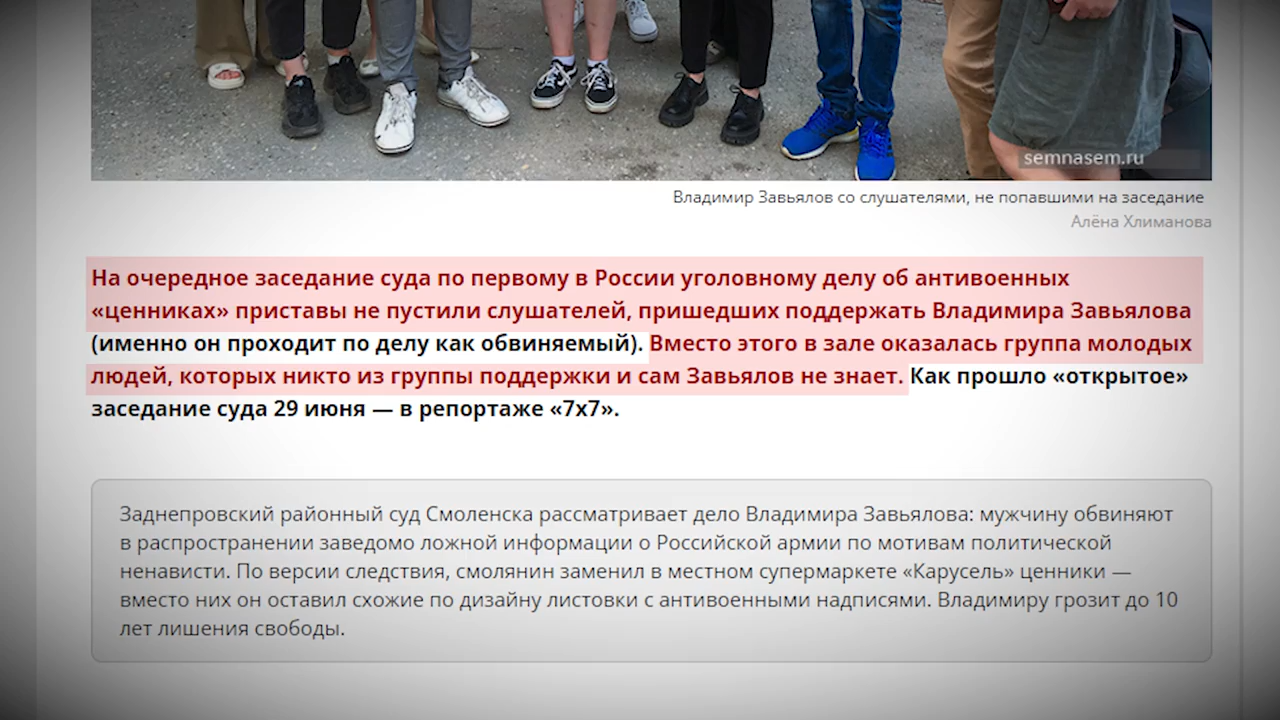 semnasem.ru
Владимир Завьялов со слушателями, не попавшими на заседание
Алёна Хлиманова
На очередное заседание суда по первому в России уголовному делу об антивоенных
«ценниках» приставы не пустили слушателей, пришедших поддержать Владимира Завьялова
(именно он проходит по делу как обвиняемый). Вместо этого в зале оказалась группа молодых
людей, которых никто из группы поддержки и сам Завьялов не знает. Как прошло «открытое»
заседание суда 29 июня — в репортаже «7x7».
Заднепровский районный суд Смоленска рассматривает дело Владимира Завьялова: мужчину обвиняют
в распространении заведомо ложной информации о Российской армии по мотивам политической
ненависти. По версии следствия, смолянин заменил в местном супермаркете «Карусель» ценники —
вместо них он оставил схожие по дизайну листовки с антивоенными надписями. Владимиру грозит до 10
лет лишения свободы.